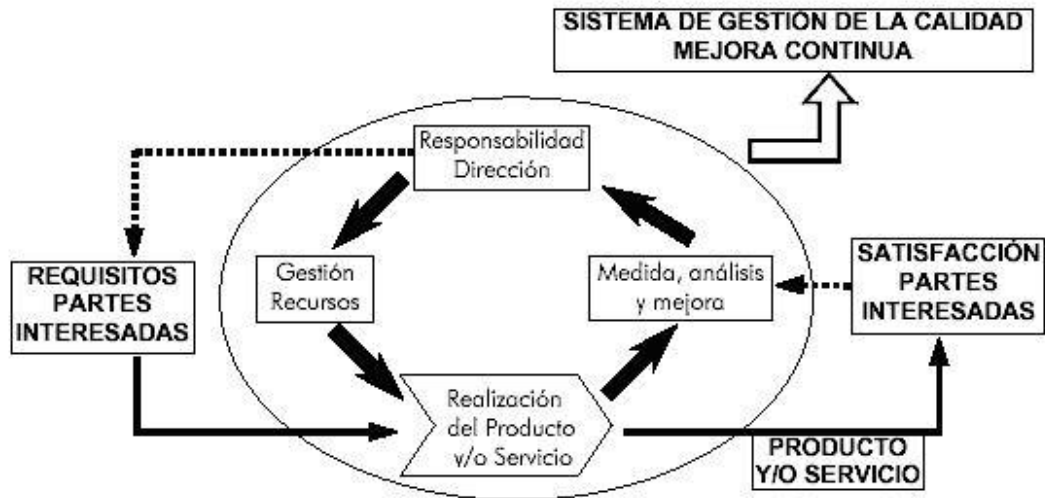 SISTEMA DE GESTIÓN DE LA CALIDAD
MEJORA CONTINUA
Responsabilidad
Dirección
REQUISITOS
PARTES
INTERESADAS
Gestión
Recursos
Medida, análisis
y mejora
SATISFACCIÓN
PARTES
INTERESADAS
Realización
del Producto
y/o Servicio
PRODUCTO
Y/O SERVICIO